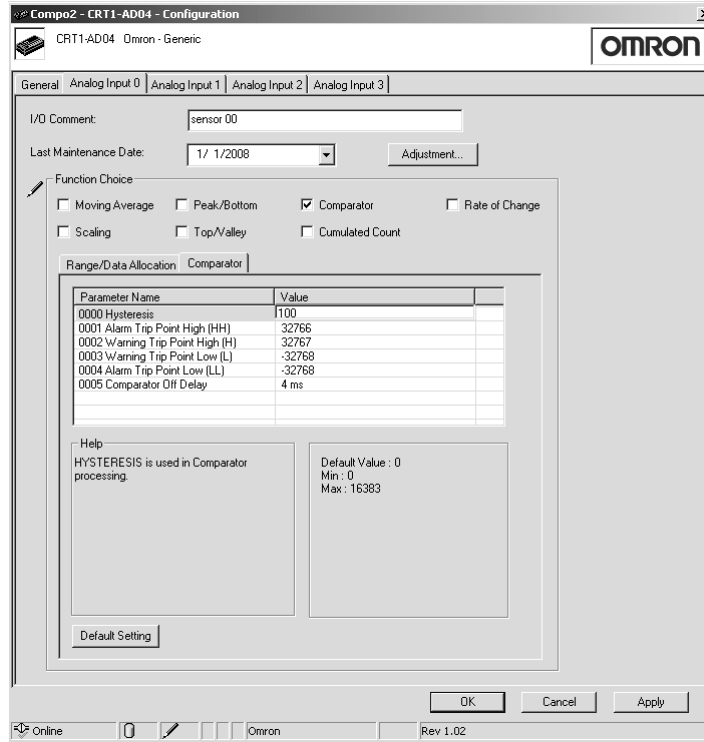 Compo2 - CRT1-AD04 - Configuration
CRT1-AD04 Omron - Generic
OMRON
General Analog Input 0 Analog Input 1 Analog Input 2 Analog Input 3
I/O Comment: sensor 00
Last Maintenance Date: 1/ 1/2008 Adjustment...
Function Choice
Moving Average Peak/Bottom Comparator Rate of Change
Scaling Top/Valley Cumulated Count
Range/Data Allocation Comparator
Parameter Name Value
0000 Hysteresis 100
0001 Alarm Trip Point High (HH) 32766
0002 Warning Trip Point High (H) 32767
0003 Warning Trip Point Low (L) -32768
0004 Alarm Trip Point Low (LL) -32768
0005 Comparator Off Delay 4 ms
Help
HYSTERESIS is used in Comparator
processing.
Default Value : 0
Min : 0
Max : 16383
Default Setting
OK Cancel Apply
Online Omron Rev 1.02